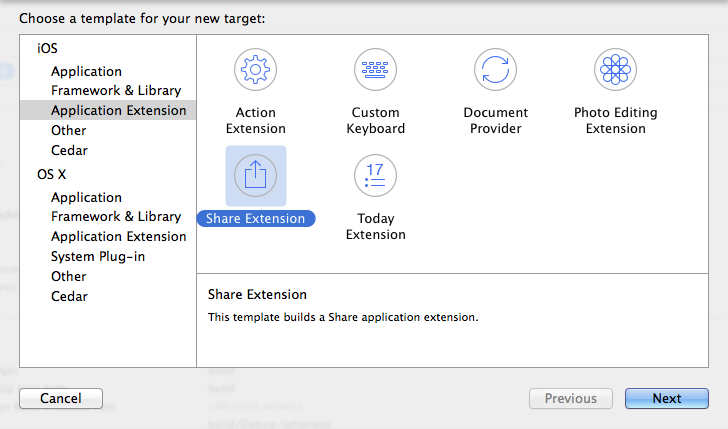 Choose a template for your new target:
iOS
Application
Framework & Library
Application Extension
Other
Cedar
OS X
Application
Framework & Library
Application Extension
System Plug-in
Other
Cedar
Action
Extension
Custom
Keyboard
Document
Provider
Photo Editing
Extension
Share Extension
17
Today
Extension
Share Extension
This template builds a Share application extension.
Cancel
Previous
Next